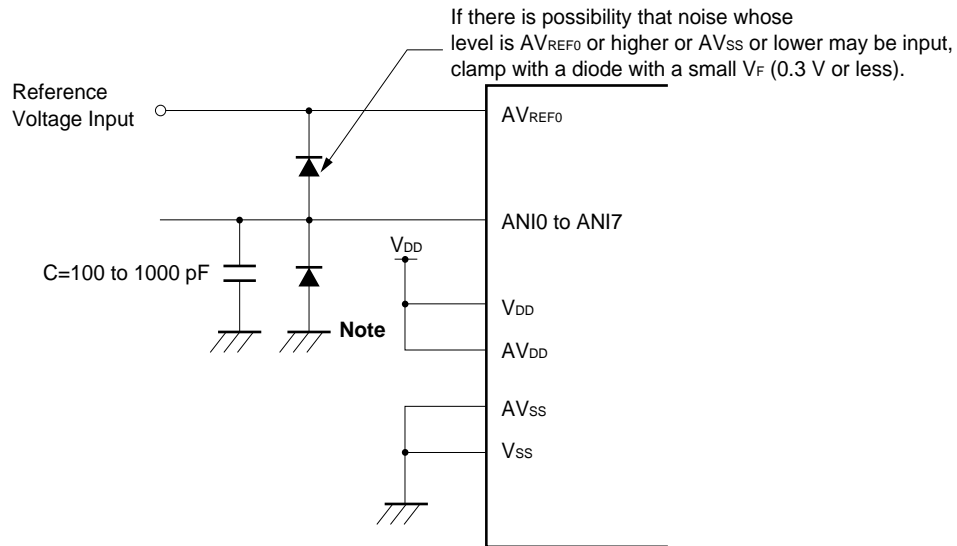 If there is possibility that noise whose
level is AVREF0 or higher or AVSS or lower may be input,
clamp with a diode with a small VF (0.3 V or less).
Reference
Voltage Input
AVREF0
ANI0 to ANI7
VDD
C=100 to 1000 pF
VDD
Note
AVDD
AVSS
VSS